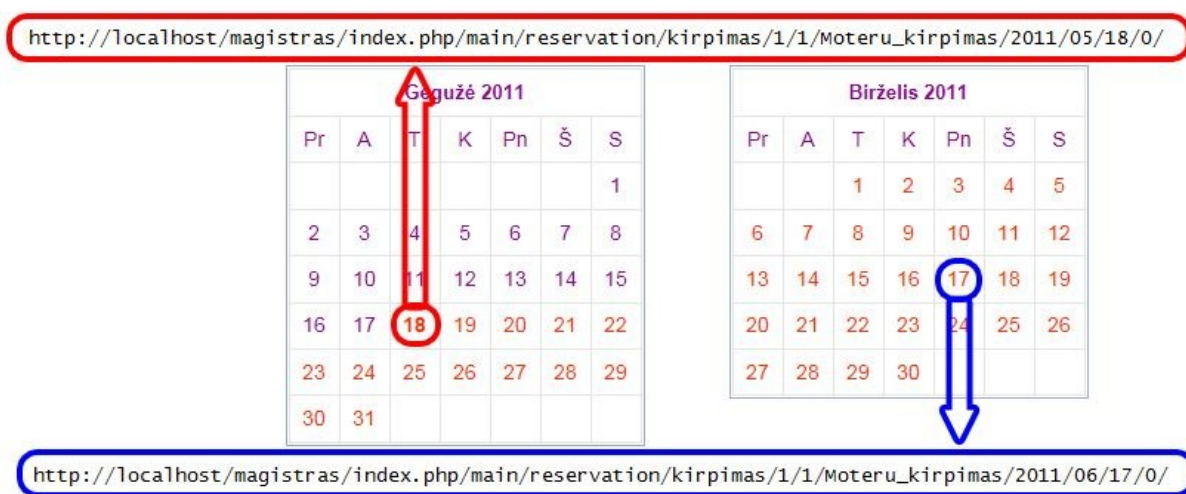 http://localhost/magistras/index.php/main/reservation/kirpimas/1/1/Moteru_kirpimas/2011/05/18/0/
Gegužė 2011
Pr A T K Pn Š S
1
2 3 4 5 6 7 8
9 10 11 12 13 14 15
16 17 18 19 20 21 22
23 24 25 26 27 28 29
30 31
Birželis 2011
Pr A T K Pn Š S
1 2 3 4 5
6 7 8 9 10 11 12
13 14 15 16 17 18 19
20 21 22 23 24 25 26
27 28 29 30
http://localhost/magistras/index.php/main/reservation/kirpimas/1/1/Moteru_kirpimas/2011/06/17/0/